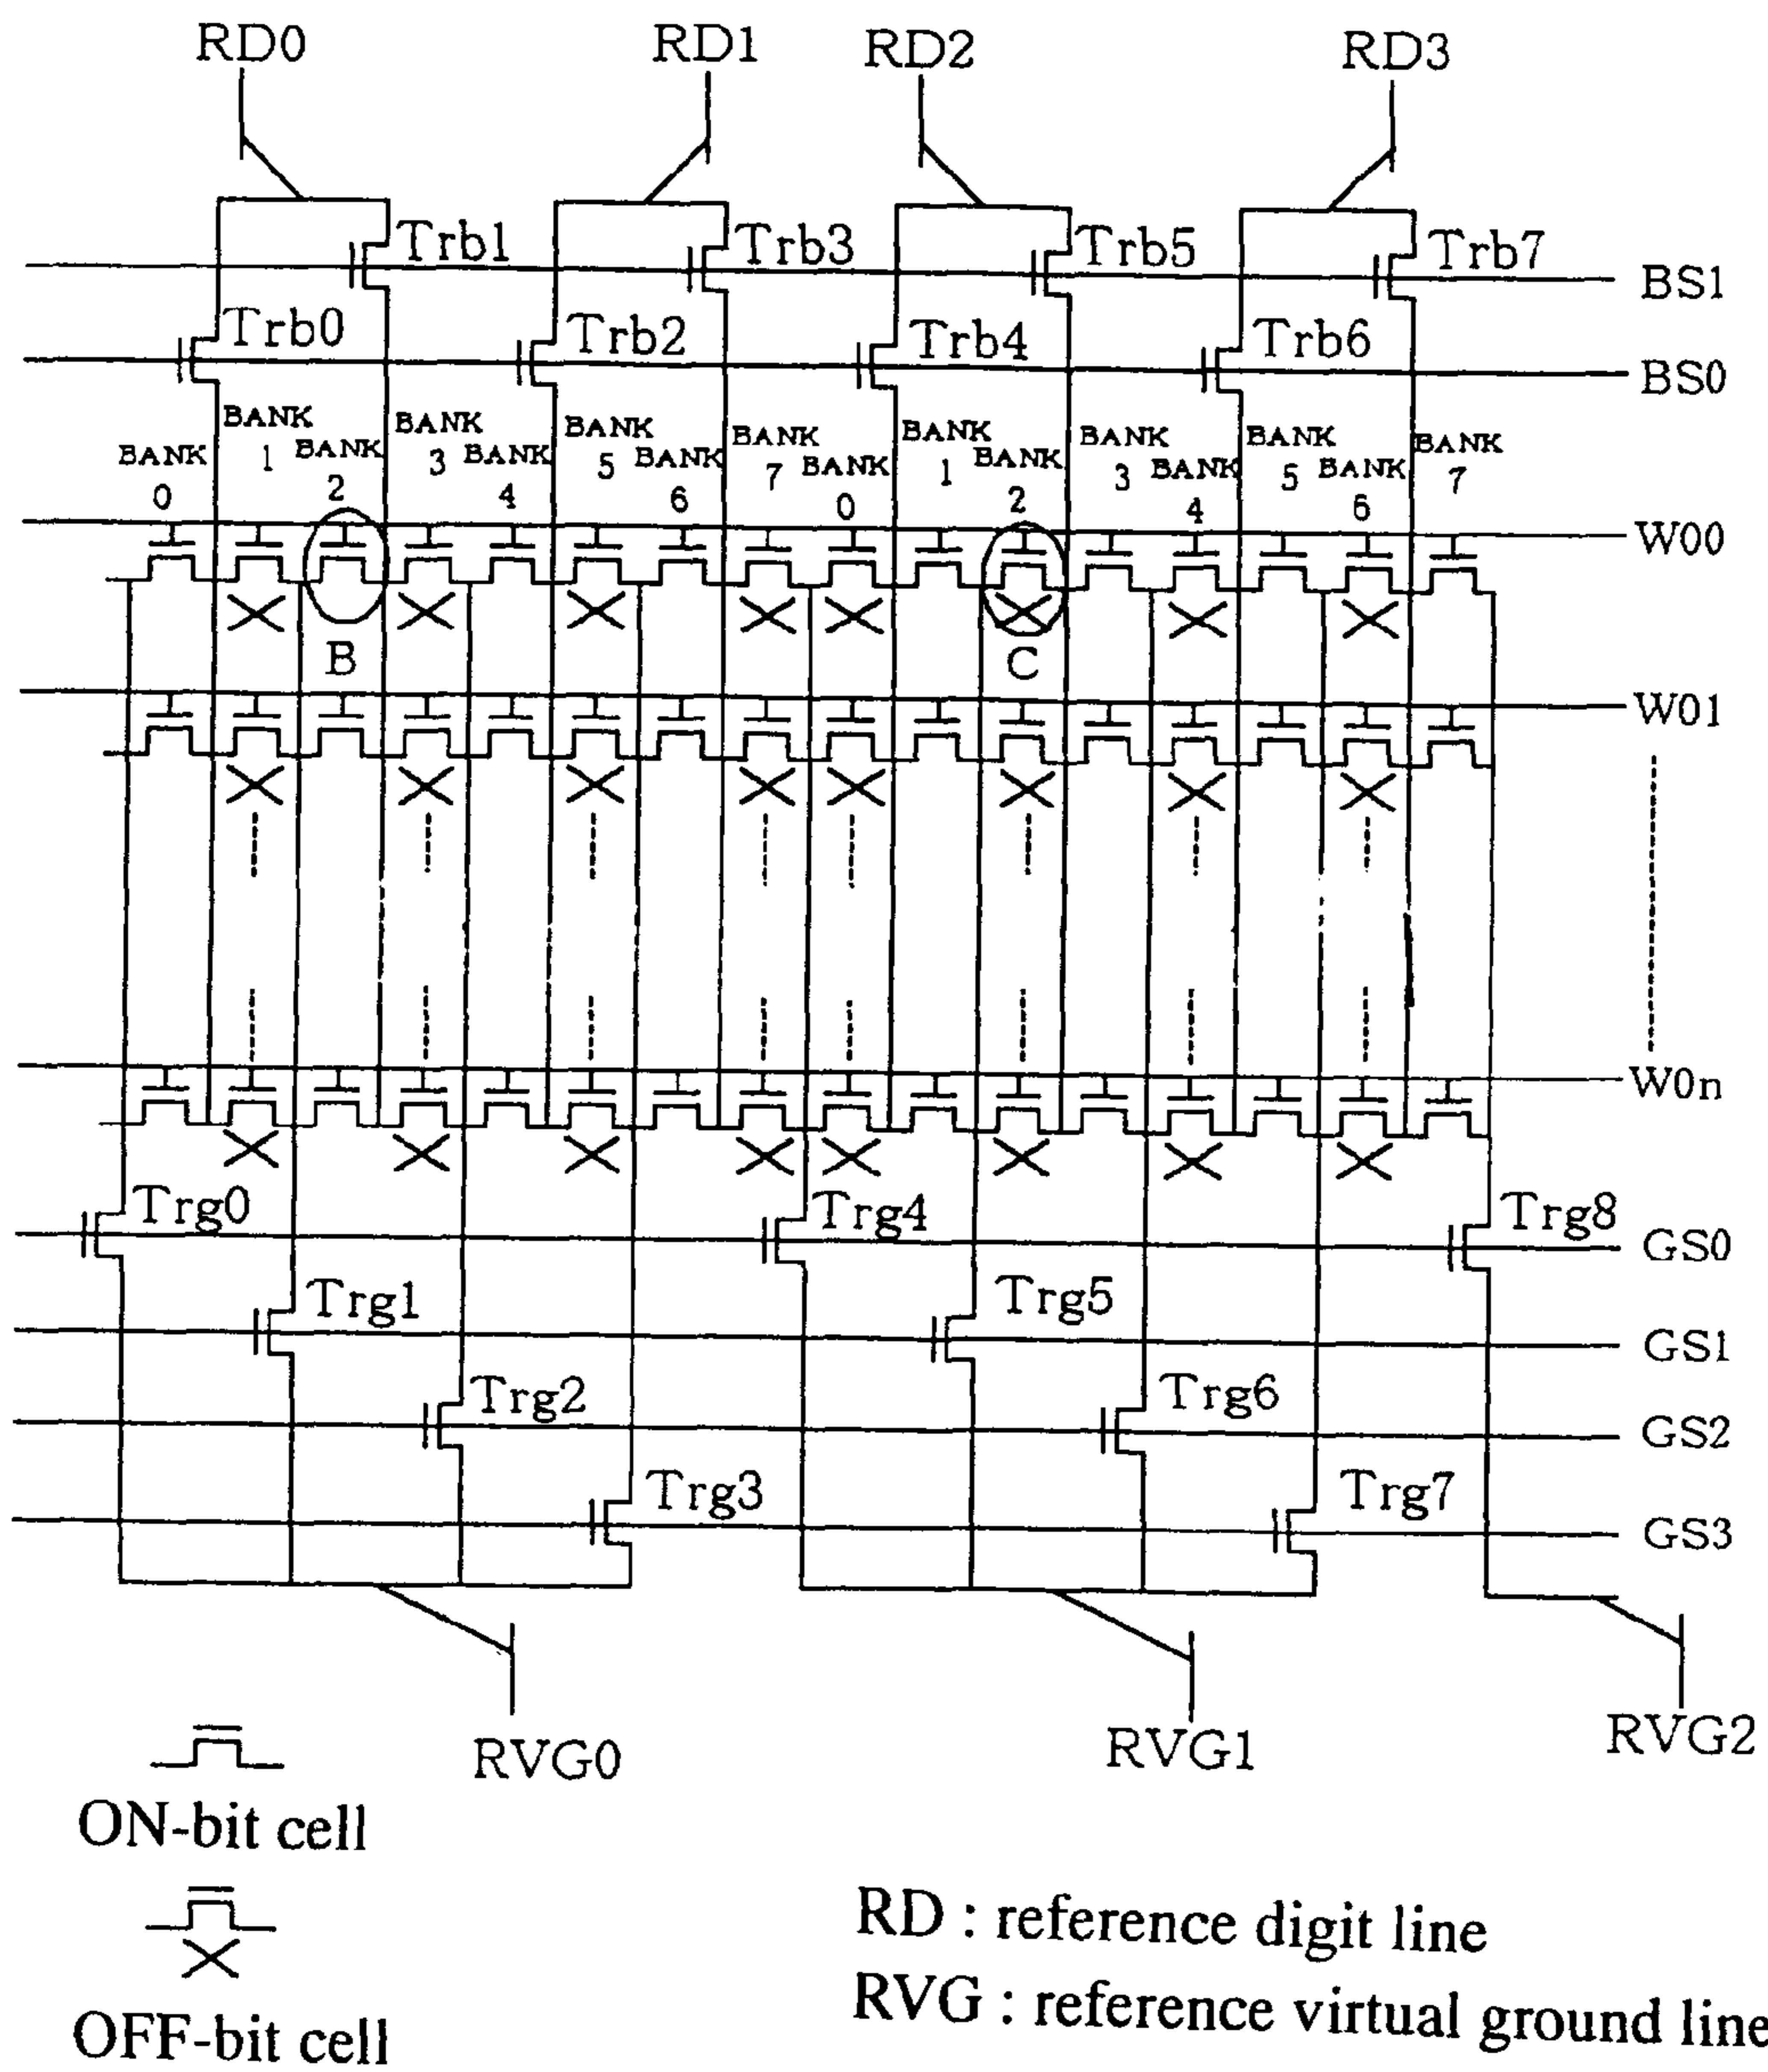 RD0 RD1 RD2 RD3
Trb1 Trb3 Trb5 Trb7 BS1
Trb0 Trb2 Trb4 Trb6 BS0
BANK 0 BANK 1 BANK 2 BANK 3 BANK 4 BANK 5 BANK 6 BANK 7 BANK 0 BANK 1 BANK 2 BANK 3 BANK 4 BANK 5 BANK 6 BANK 7
W00
B C
W01
W0n
Trg0 Trg4 Trg8 GS0
Trg1 Trg5 GS1
Trg2 Trg6 GS2
Trg3 Trg7 GS3
RVG0 RVG1 RVG2
ON-bit cell
OFF-bit cell
RD : reference digit line
RVG : reference virtual ground line